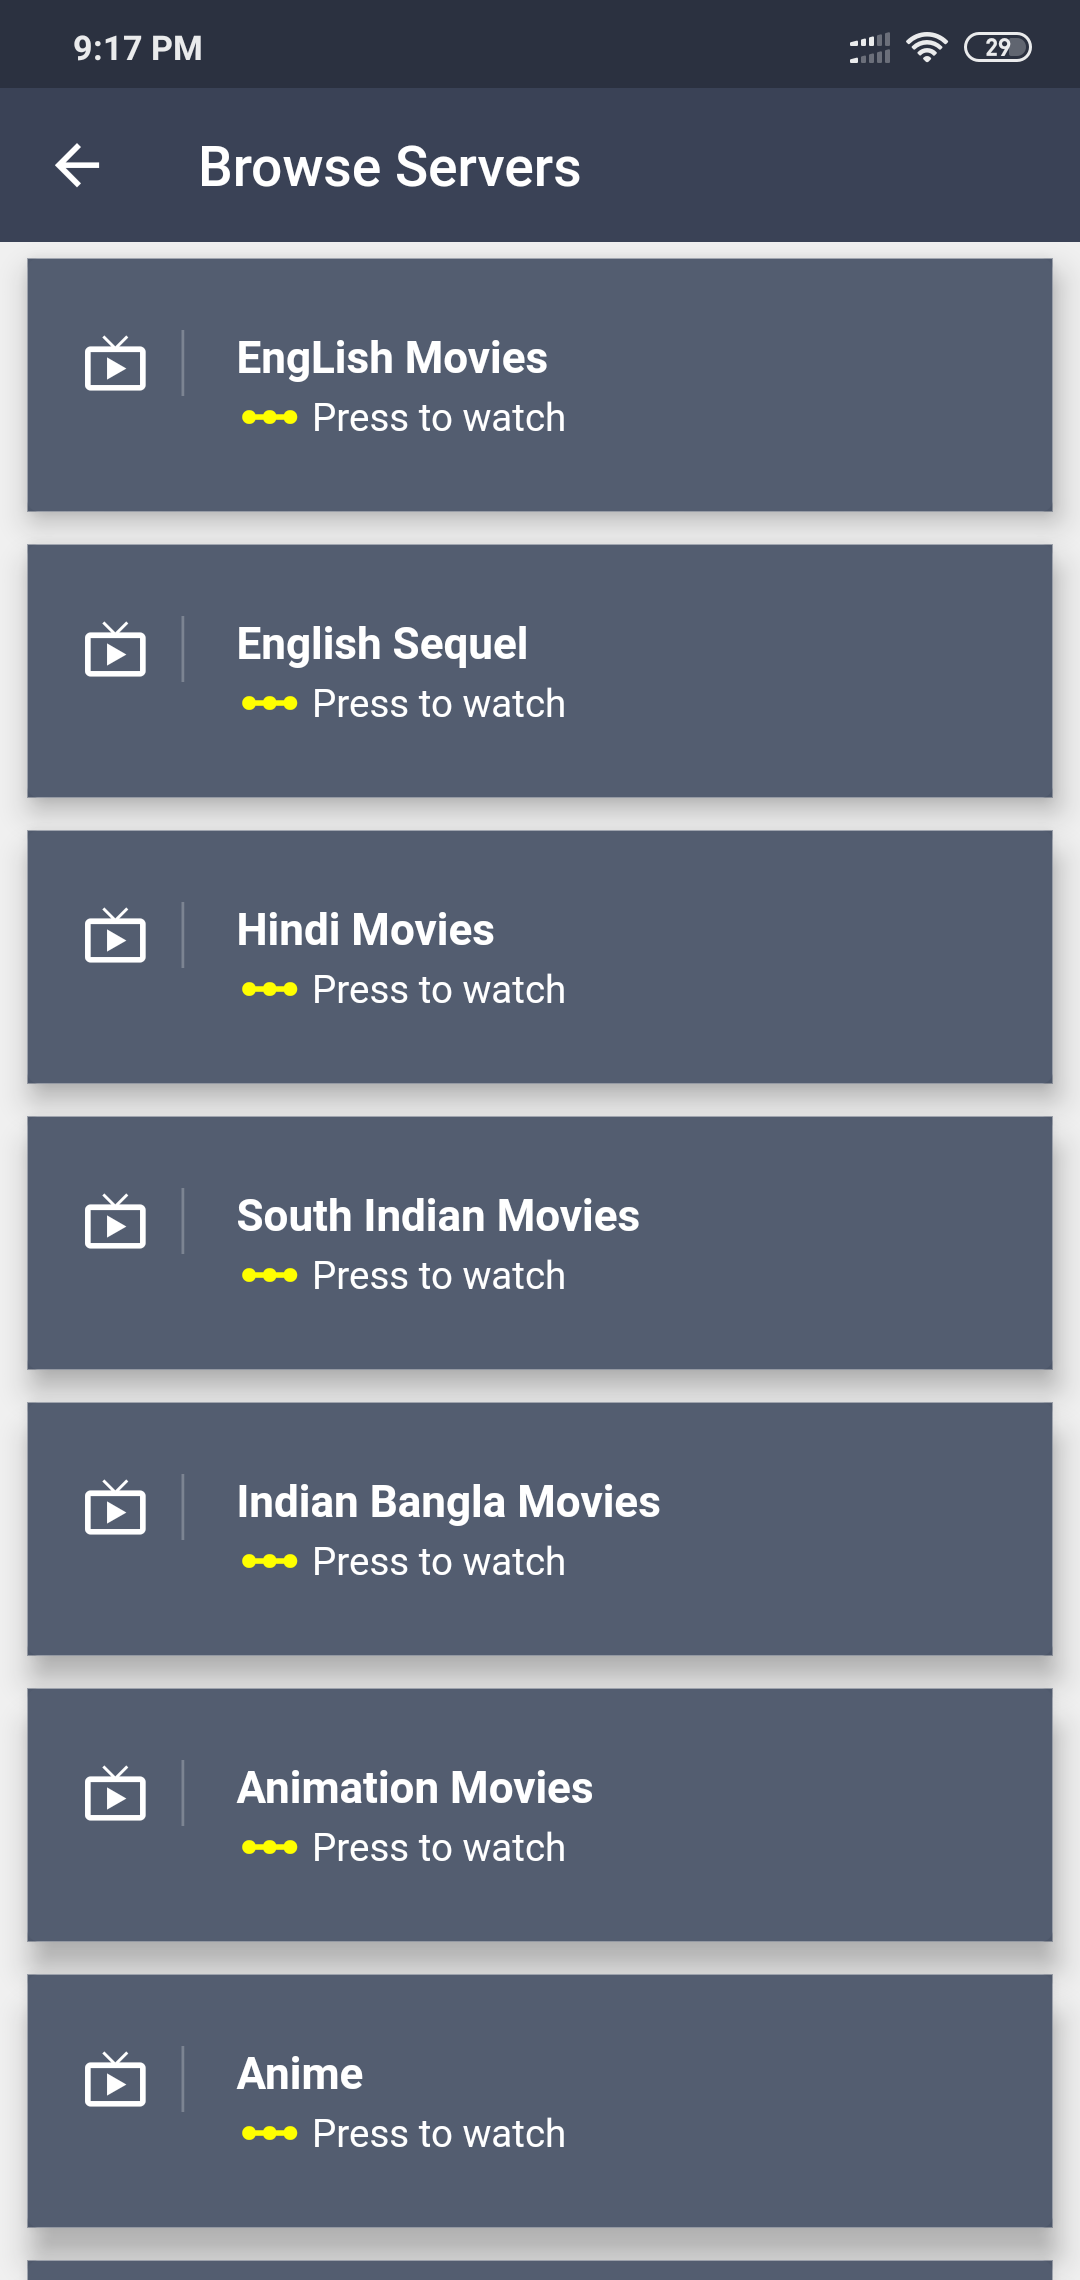 9:17 PM
29
Browse Servers
EngLish Movies
Press to watch
English Sequel
Press to watch
Hindi Movies
Press to watch
South Indian Movies
Press to watch
Indian Bangla Movies
Press to watch
Animation Movies
Press to watch
Anime
Press to watch